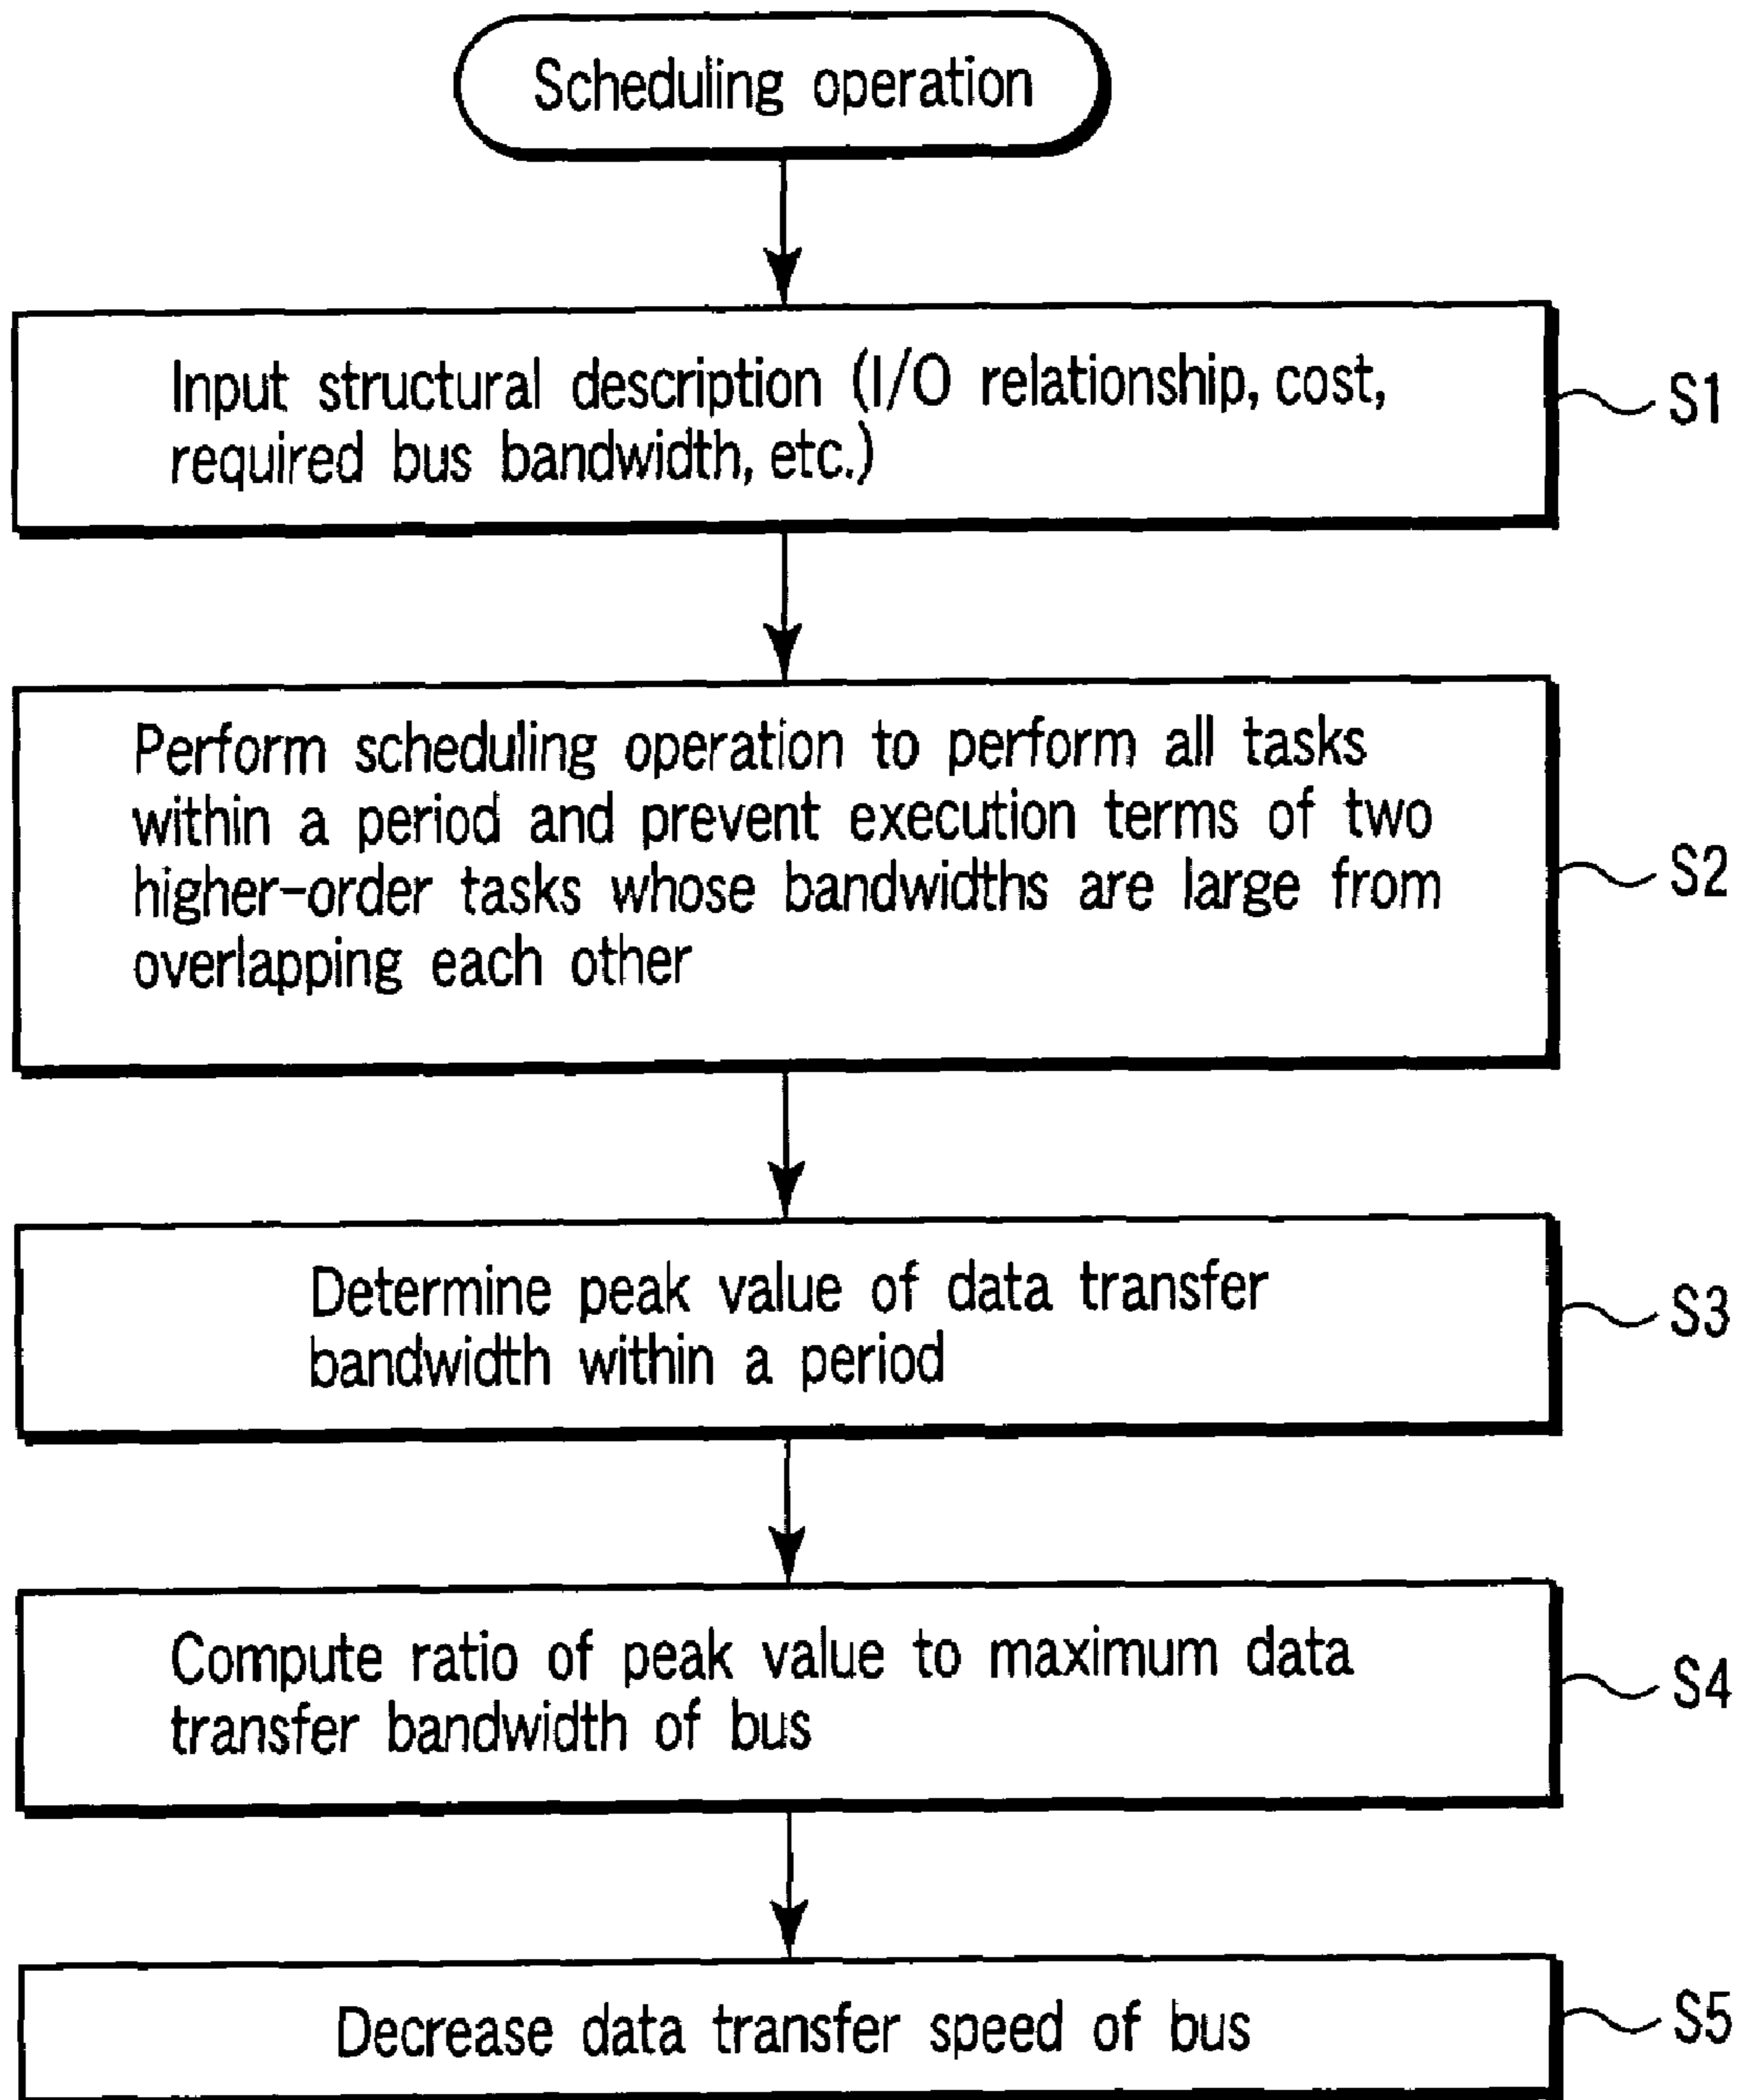 Scheduling operation
Input structural description (I/O relationship, cost,
required bus bandwidth, etc.)
S1
Perform scheduling operation to perform all tasks
within a period and prevent execution terms of two
higher-order tasks whose bandwidths are large from
overlapping each other
S2
Determine peak value of data transfer
bandwidth within a period
S3
Compute ratio of peak value to maximum data
transfer bandwidth of bus
S4
Decrease data transfer speed of bus
S5